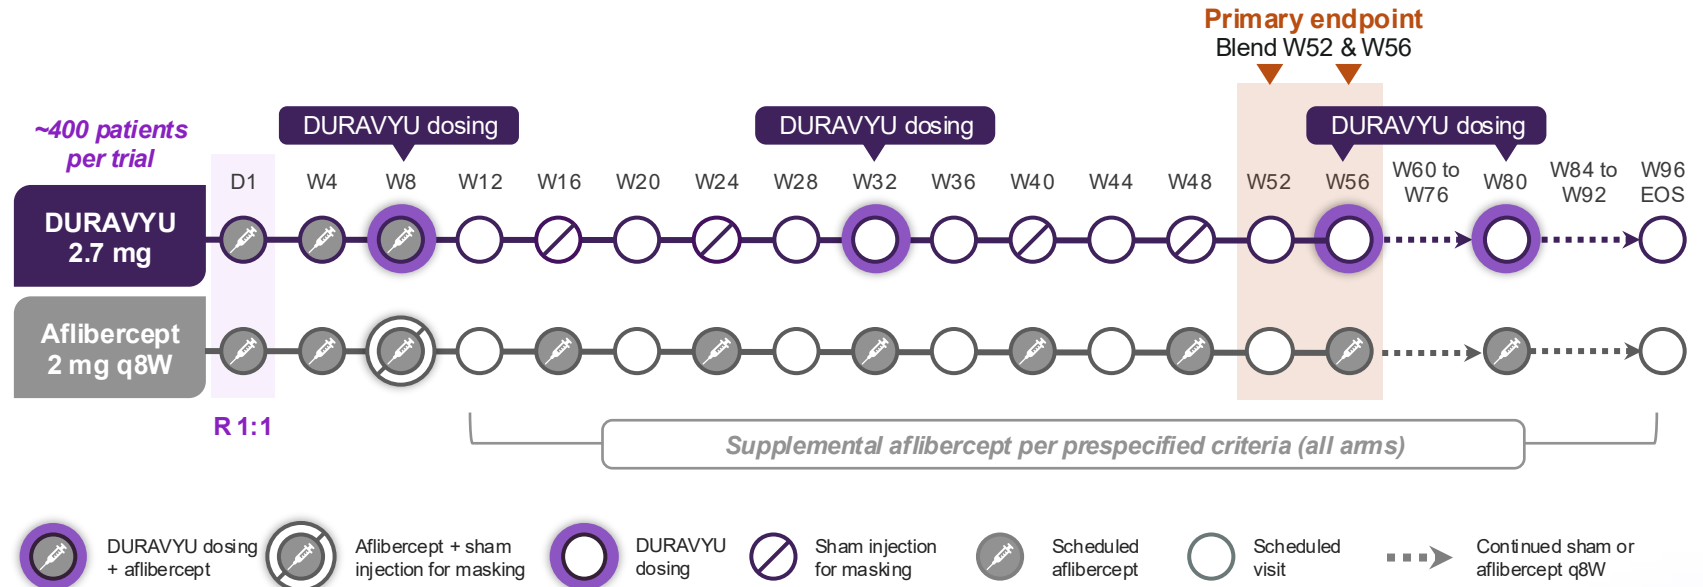 Primary endpoint
Blend W52 & W56
~400 patients
per trial
DURAVYU dosing
DURAVYU dosing
DURAVYU dosing
D1
W4
W8
W12
W16
W20
W24
W28
W32
W36
W40
W44
W48
W52
W56
W60 to
W76
W80
W84 to
W92
W96
EOS
DURAVYU
2.7 mg
Aflibercept
2 mg q8W
R 1:1
Supplemental aflibercept per prespecified criteria (all arms)
DURAVYU dosing
+ aflibercept
Aflibercept + sham
injection for masking
DURAVYU
dosing
Sham injection
for masking
Scheduled
aflibercept
Scheduled
visit
Continued sham or
aflibercept q8W